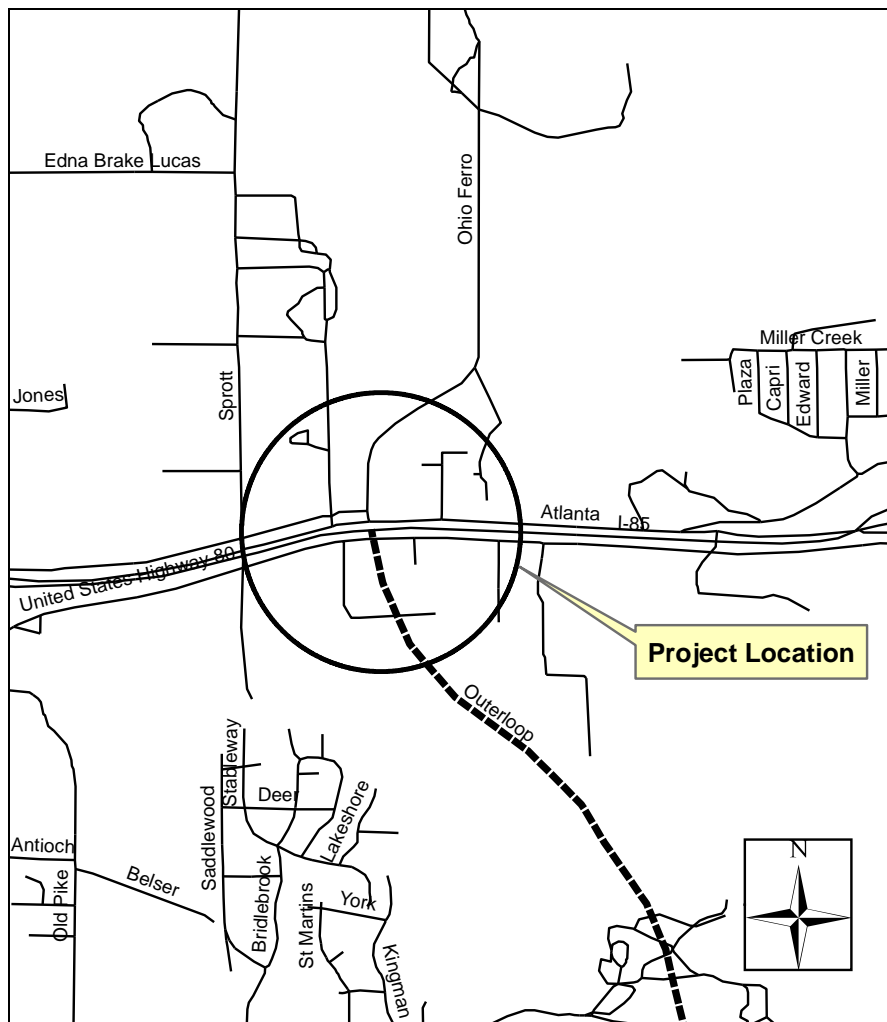 Edna Brake Lucas
Ohio Ferro
Miller Creek
Plaza
Capri
Edward
Miller
Jones
Sprott
Atlanta
I-85
United States Highway 80
Project Location
Outerloop
Stableway
Saddlewood
Deer
Lakeshore
Antioch
Old Pike
Belser
Bridlebrook
St Martins
York
Kingman
N